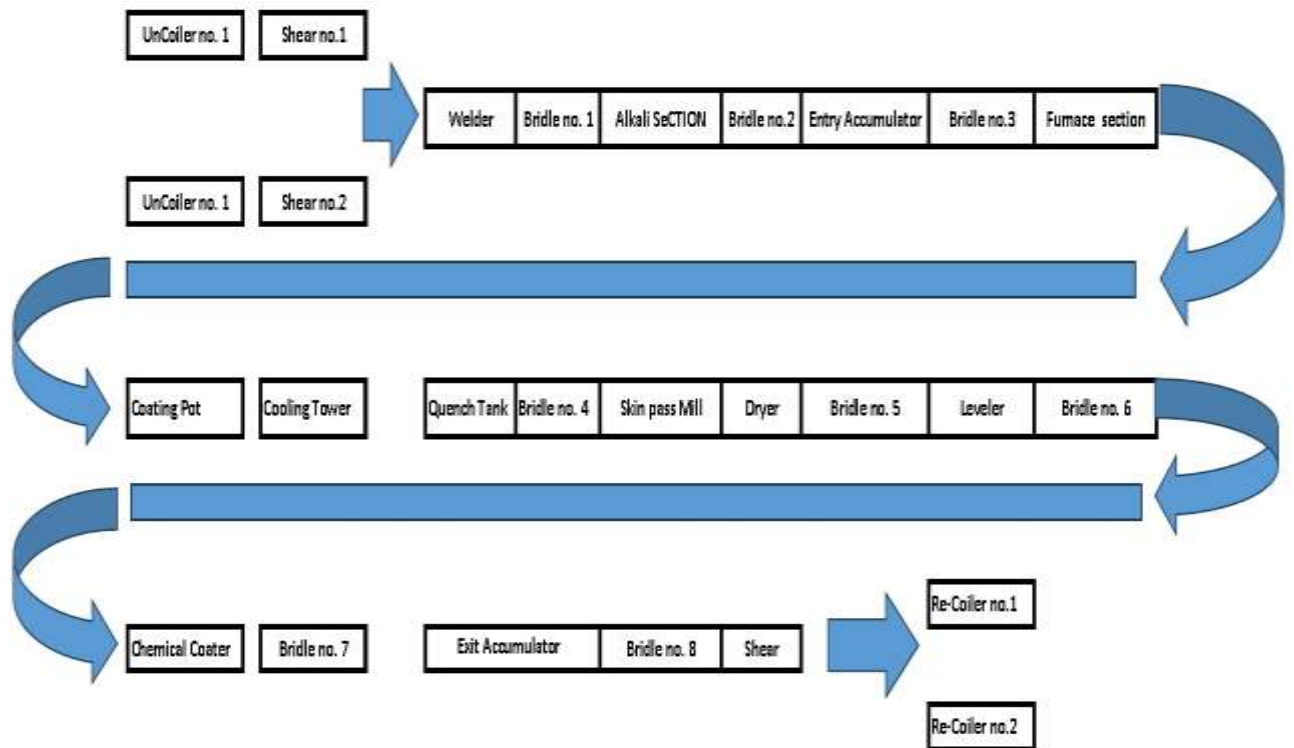 UnCoiler no. 1
Shear no.1
Welder
Bridle no. 1
Alkali SeCTION
Bridle no.2
Entry Accumulator
Bridle no.3
Furnace section
UnCoiler no. 1
Shear no.2
Coating Pot
Cooling Tower
Quench Tank
Bridle no. 4
Skin pass Mill
Dryer
Bridle no. 5
Leveler
Bridle no. 6
Re-Coiler no.1
Chemical Coater
Bridle no. 7
Exit Accumulator
Bridle no. 8
Shear
Re-Coiler no.2